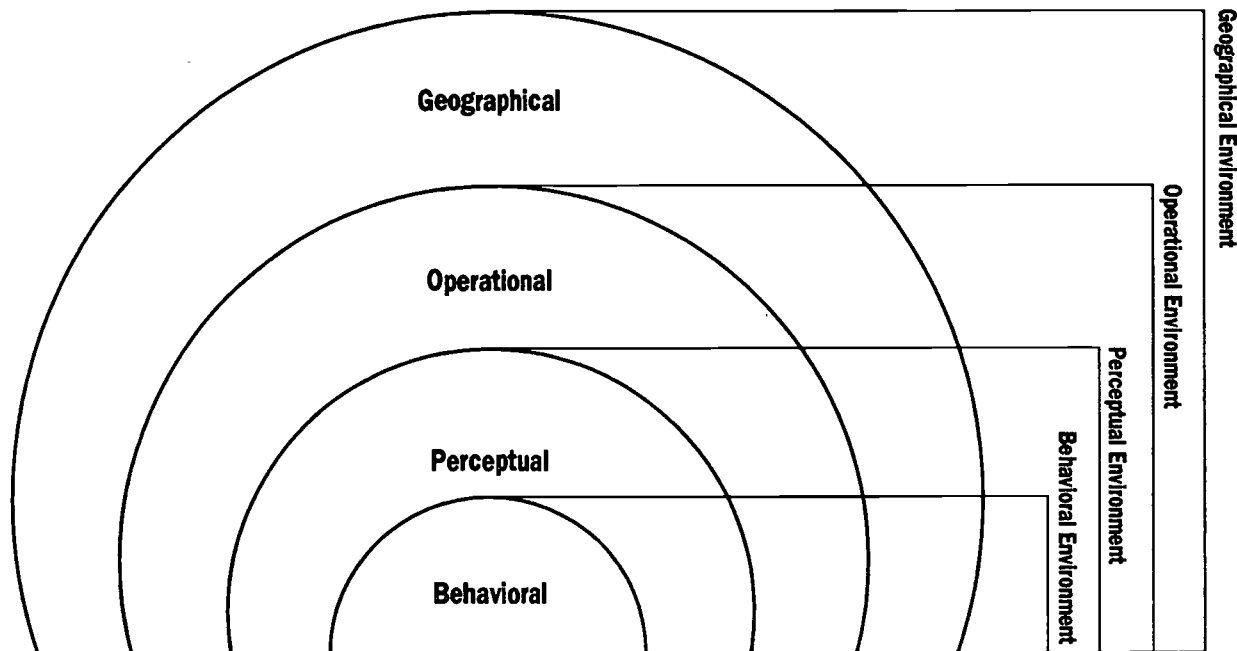 Geographical
Operational
Perceptual
Behavioral
Geographical Environment
Operational Environment
Perceptual Environment
Behavioral Environment